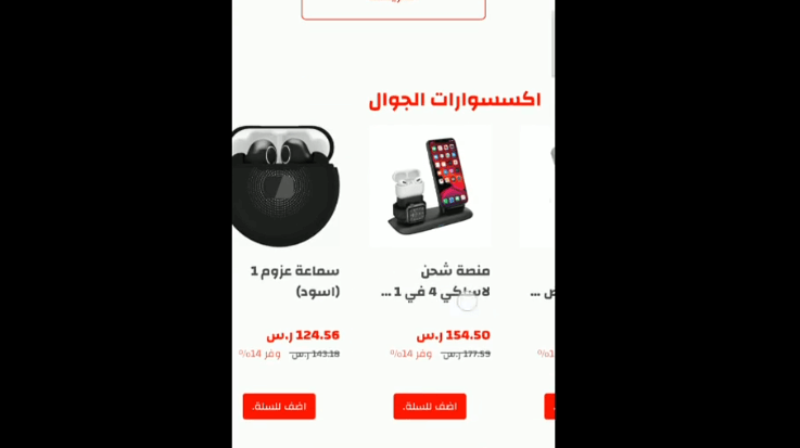 اكسسوارات الجوال
منصة شحن
لاسلكي 4 في 1 ...
154.50 ر.س
177.59 ر.س
وفر 14%
اضف للسلة.
سماعة عزوم 1
(اسود)
124.56 ر.س
143.18 ر.س
وفر 14%
اضف للسلة.